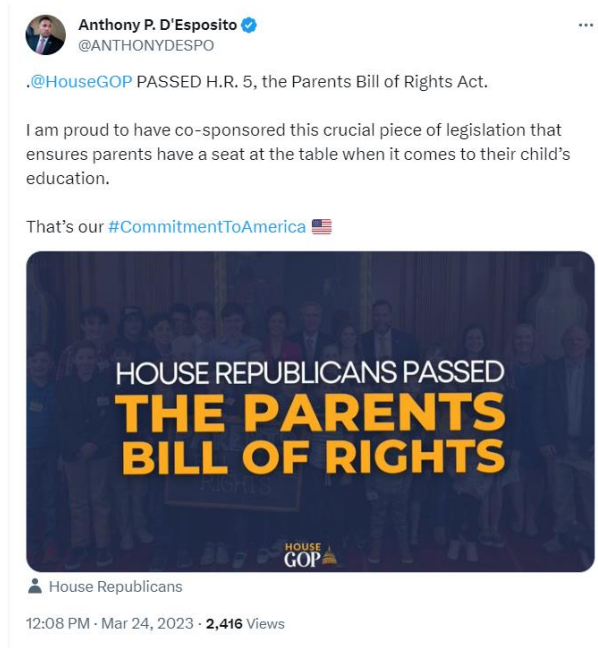 Anthony P. D'Esposito
@ANTHONYDESPO
.@HouseGOP PASSED H.R. 5, the Parents Bill of Rights Act.
I am proud to have co-sponsored this crucial piece of legislation that
ensures parents have a seat at the table when it comes to their child's
education.
That's our #CommitmentToAmerica 🇺🇸
HOUSE REPUBLICANS PASSED
THE PARENTS
BILL OF RIGHTS
RIGHTS
HOUSE
GOP
House Republicans
12:08 PM · Mar 24, 2023 · 2,416 Views